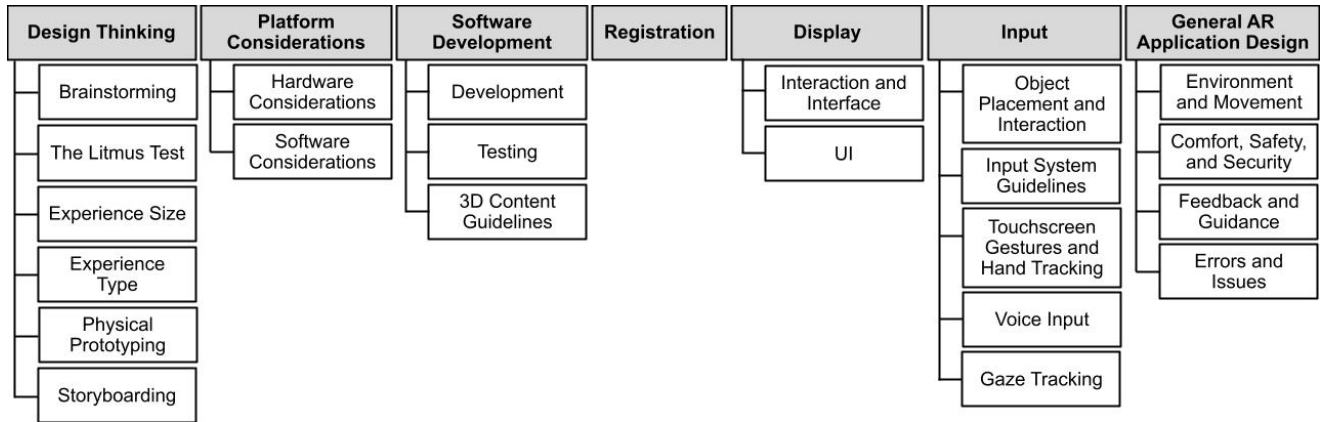 Design Thinking
Brainstorming
The Litmus Test
Experience Size
Experience
Type
Physical
Prototyping
Storyboarding
Platform
Considerations
Hardware
Considerations
Software
Considerations
Software
Development
Development
Testing
3D Content
Guidelines
Registration
Display
Interaction and
Interface
UI
Input
Object
Placement and
Interaction
Input System
Guidelines
Touchscreen
Gestures and
Hand Tracking
Voice Input
Gaze Tracking
General AR
Application Design
Environment
and Movement
Comfort, Safety,
and Security
Feedback and
Guidance
Errors and
Issues